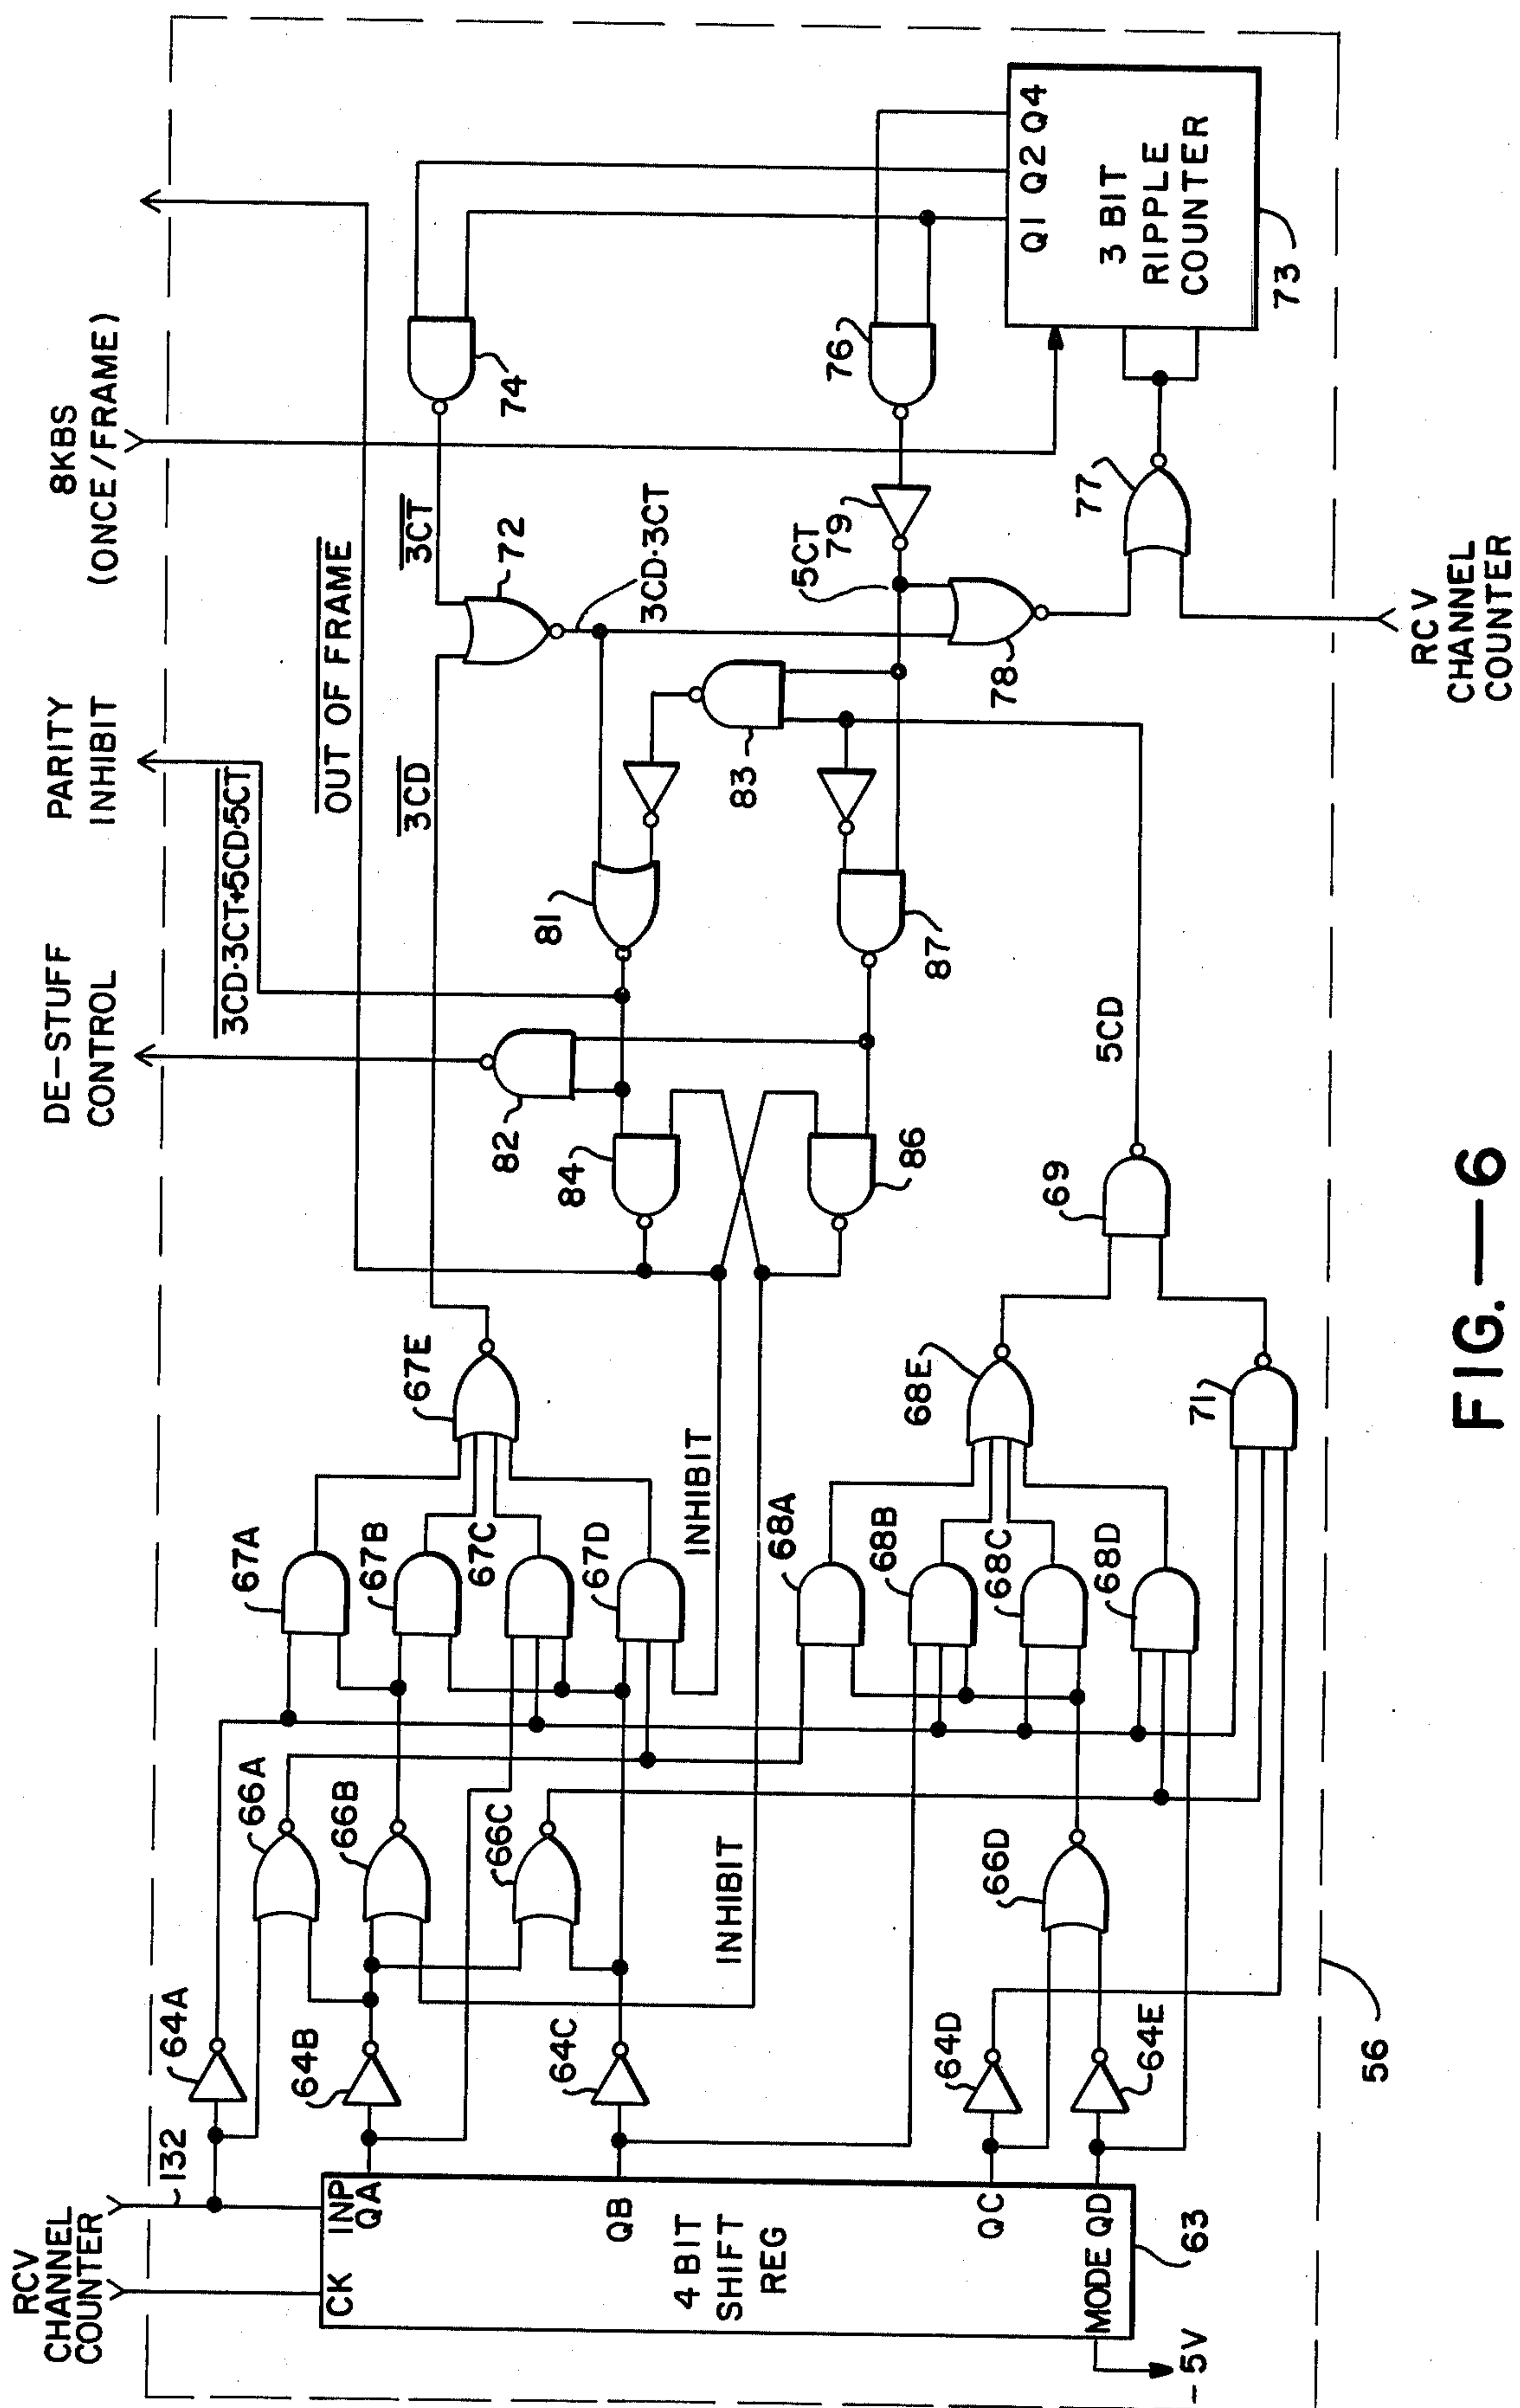 RCV
CHANNEL
COUNTER
132
DE-STUFF
CONTROL
PARITY
INHIBIT
8KBS
(ONCE/FRAME)
CK
INP
QA
QB
QC
QD
MODE
4 BIT
SHIFT
REG
63
-5V
64A
64B
64C
64D
64E
66A
66B
66C
66D
INHIBIT
INHIBIT
67A
67B
67C
67D
67E
68A
68B
68C
68D
68E
71
69
5CD
82
84
86
3CD·3CT+5CD·5CT
81
87
OUT OF FRAME
3CD
83
3CT
72
3CD·3CT
5CT
79
78
74
76
77
RCV
CHANNEL
COUNTER
Q1 Q2 Q4
3 BIT
RIPPLE
COUNTER
73
56
FIG.—6